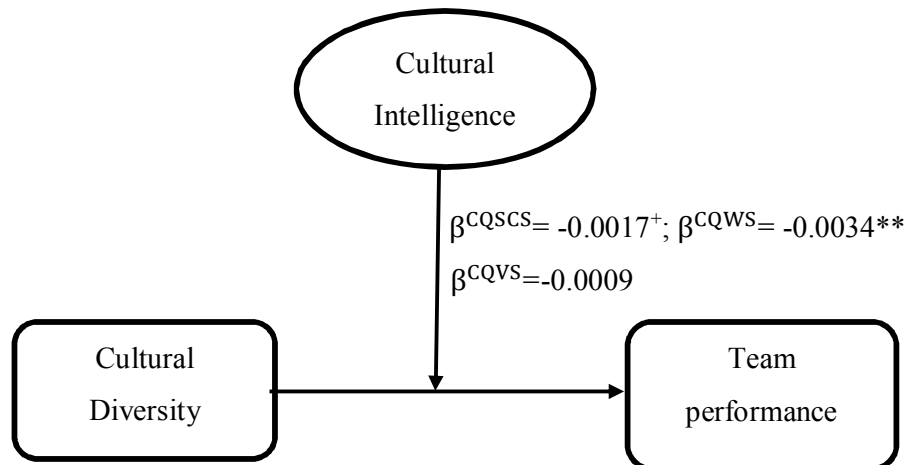 Cultural
Intelligence
β^CQSCS= -0.0017⁺; β^CQWS= -0.0034**
β^CQVS=-0.0009
Cultural
Diversity
Team
performance